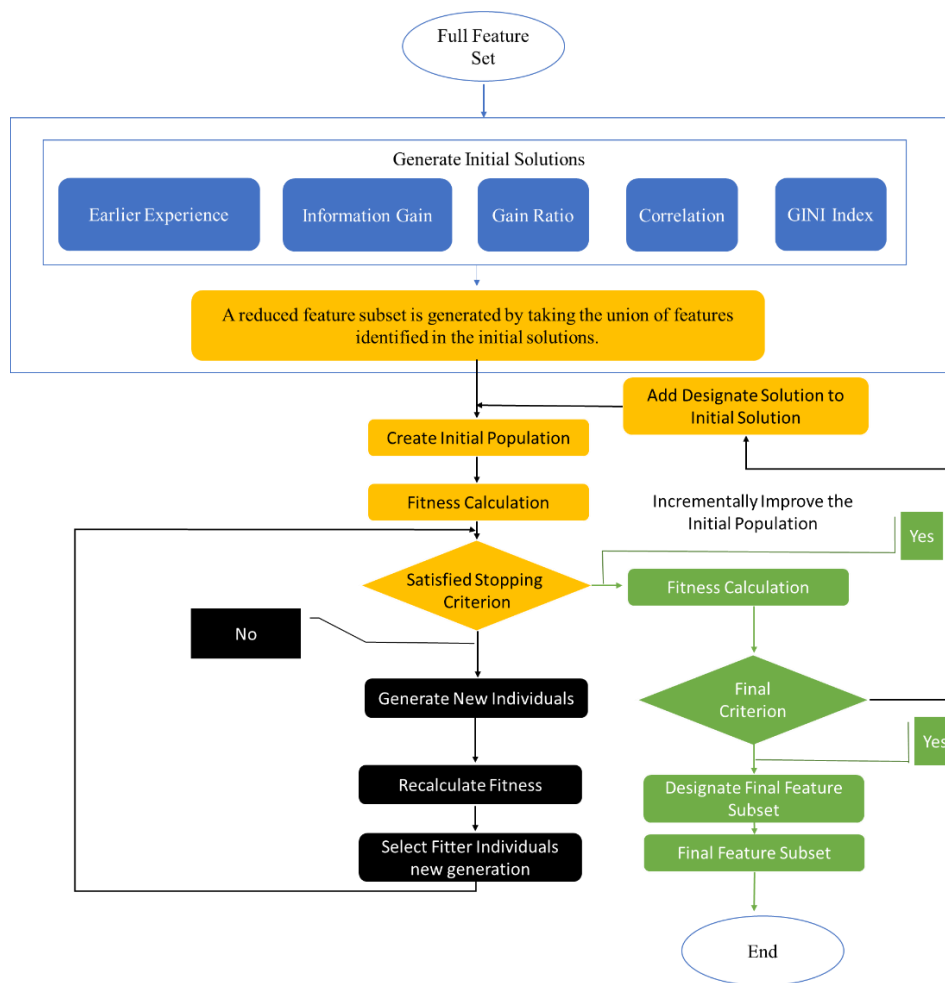 Full Feature
Set
Generate Initial Solutions
Earlier Experience
Information Gain
Gain Ratio
Correlation
GINI Index
A reduced feature subset is generated by taking the union of features
identified in the initial solutions.
Add Designate Solution to
Initial Solution
Create Initial Population
Fitness Calculation
Incrementally Improve the
Initial Population
Yes
Satisfied Stopping
Criterion
Fitness Calculation
No
Generate New Individuals
Final
Criterion
Yes
Recalculate Fitness
Designate Final Feature
Subset
Select Fitter Individuals
new generation
Final Feature Subset
End